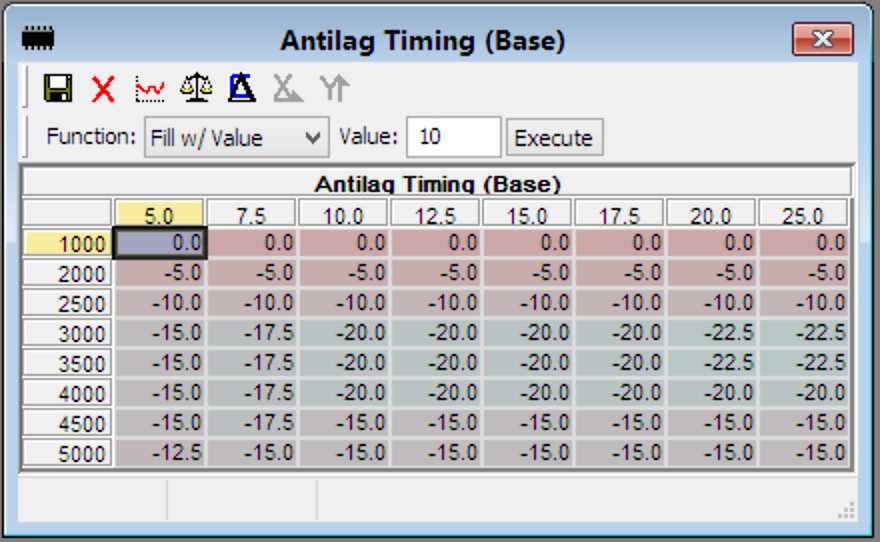 Antilag Timing (Base)
Function: Fill w/ Value Value: 10 Execute
Antilag Timing (Base)
5.0 7.5 10.0 12.5 15.0 17.5 20.0 25.0
1000 0.0 0.0 0.0 0.0 0.0 0.0 0.0 0.0
2000 -5.0 -5.0 -5.0 -5.0 -5.0 -5.0 -5.0 -5.0
2500 -10.0 -10.0 -10.0 -10.0 -10.0 -10.0 -10.0 -10.0
3000 -15.0 -17.5 -20.0 -20.0 -20.0 -20.0 -22.5 -22.5
3500 -15.0 -17.5 -20.0 -20.0 -20.0 -20.0 -22.5 -22.5
4000 -15.0 -17.5 -20.0 -20.0 -20.0 -20.0 -20.0 -20.0
4500 -15.0 -17.5 -15.0 -15.0 -15.0 -15.0 -15.0 -15.0
5000 -12.5 -15.0 -15.0 -15.0 -15.0 -15.0 -15.0 -15.0